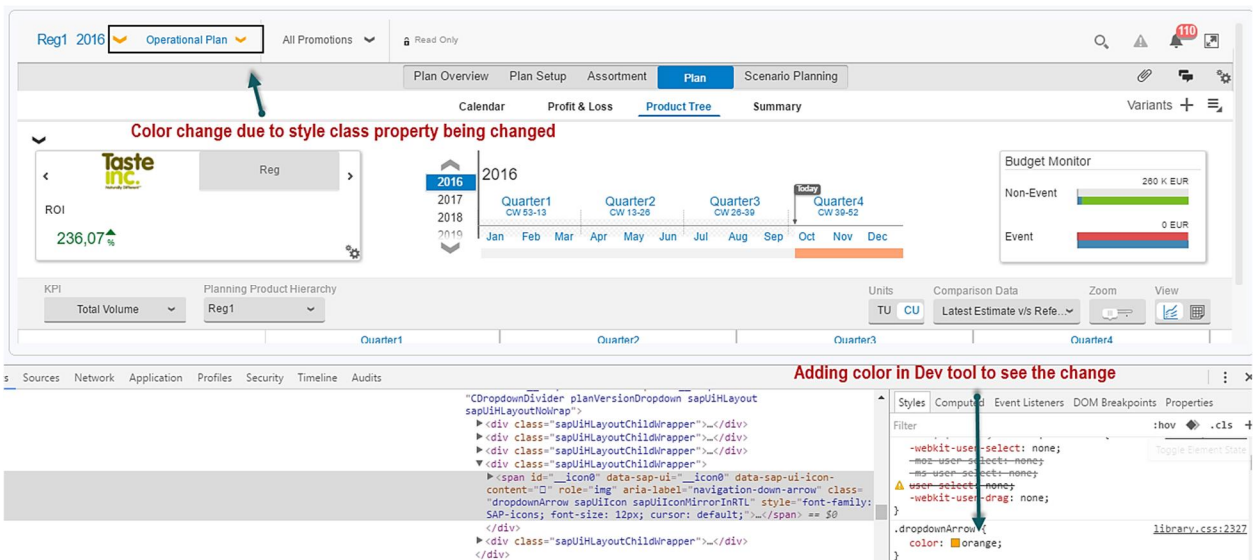 Reg1 2016 Operational Plan All Promotions Read Only 110
Plan Overview Plan Setup Assortment Plan Scenario Planning
Calendar Profit & Loss Product Tree Summary Variants
Color change due to style class property being changed
Taste inc.
Reg
ROI
236,07 %
2016
2017
2018
2019
2016
Today
Quarter1 Quarter2 Quarter3 Quarter4
CW 53-13 CW 13-26 CW 26-39 CW 39-52
Jan Feb Mar Apr May Jun Jul Aug Sep Oct Nov Dec
Budget Monitor
260 K EUR
Non-Event
0 EUR
Event
KPI Planning Product Hierarchy Units Comparison Data Zoom View
Total Volume Reg1 TU CU Latest Estimate v/s Refe...
Quarter1 Quarter2 Quarter3 Quarter4
Adding color in Dev tool to see the change
s Sources Network Application Profiles Security Timeline Audits
"CDropdownDivider planVersionDropdown sapUiHLayout
sapUiHLayoutNoWrap">
<div class="sapUiHLayoutChildWrapper">…</div>
<div class="sapUiHLayoutChildWrapper">…</div>
<div class="sapUiHLayoutChildWrapper">…</div>
<div class="sapUiHLayoutChildWrapper">
<span id="__icon0" data-sap-ui="__icon0" data-sap-ui-icon-
content="" role="img" aria-label="navigation-down-arrow" class=
"dropdownArrow sapUiIcon sapUiIconMirrorInRTL" style="font-family:
SAP-icons; font-size: 12px; cursor: default;">…</span> == $0
</div>
<div class="sapUiHLayoutChildWrapper">…</div>
</div>
Styles Computed Event Listeners DOM Breakpoints Properties
Filter :hov .cls +
-webkit-user-select: none;
Toggle Element State
-moz-user-select: none;
-ms-user-select: none;
user-select: none;
-webkit-user-drag: none;
}
.dropdownArrow { library.css:2327
color: orange;
}